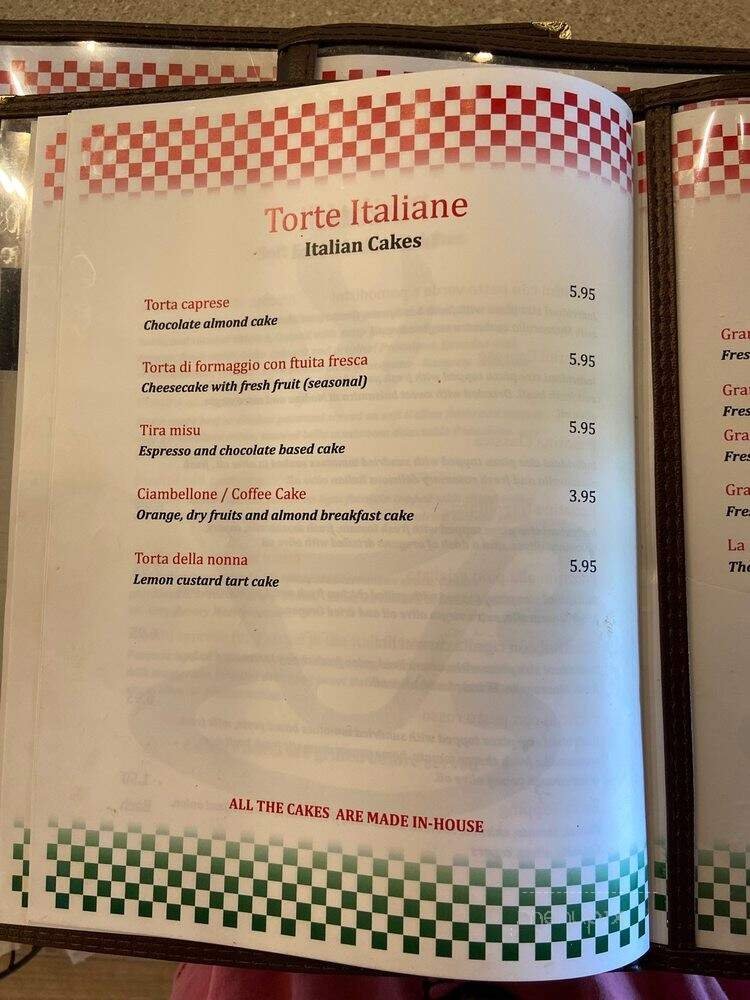 Torte Italiane
Italian Cakes
Torta caprese 5.95
Chocolate almond cake
Torta di formaggio con ftuita fresca 5.95
Cheesecake with fresh fruit (seasonal)
Tira misu 5.95
Espresso and chocolate based cake
Ciambellone / Coffee Cake 3.95
Orange, dry fruits and almond breakfast cake
Torta della nonna 5.95
Lemon custard tart cake
ALL THE CAKES ARE MADE IN-HOUSE
La